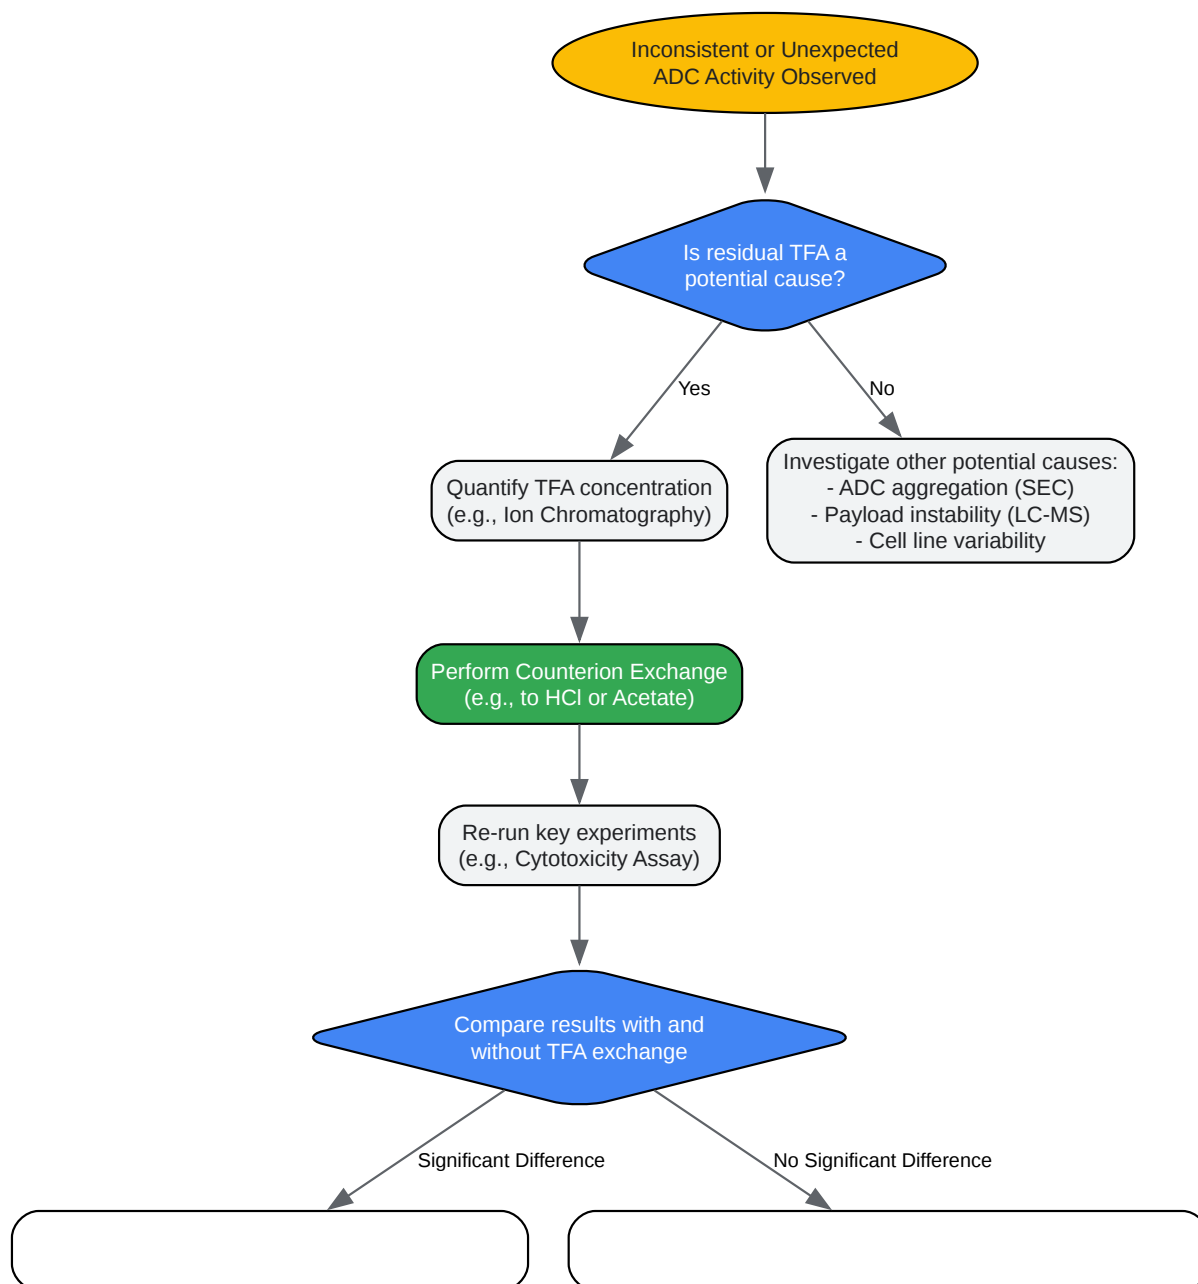 Inconsistent or Unexpected
ADC Activity Observed
Is residual TFA a
potential cause?
Yes
No
Quantify TFA concentration
(e.g., Ion Chromatography)
Investigate other potential causes:
- ADC aggregation (SEC)
- Payload instability (LC-MS)
- Cell line variability
Perform Counterion Exchange
(e.g., to HCl or Acetate)
Re-run key experiments
(e.g., Cytotoxicity Assay)
Compare results with and
without TFA exchange
Significant Difference
No Significant Difference